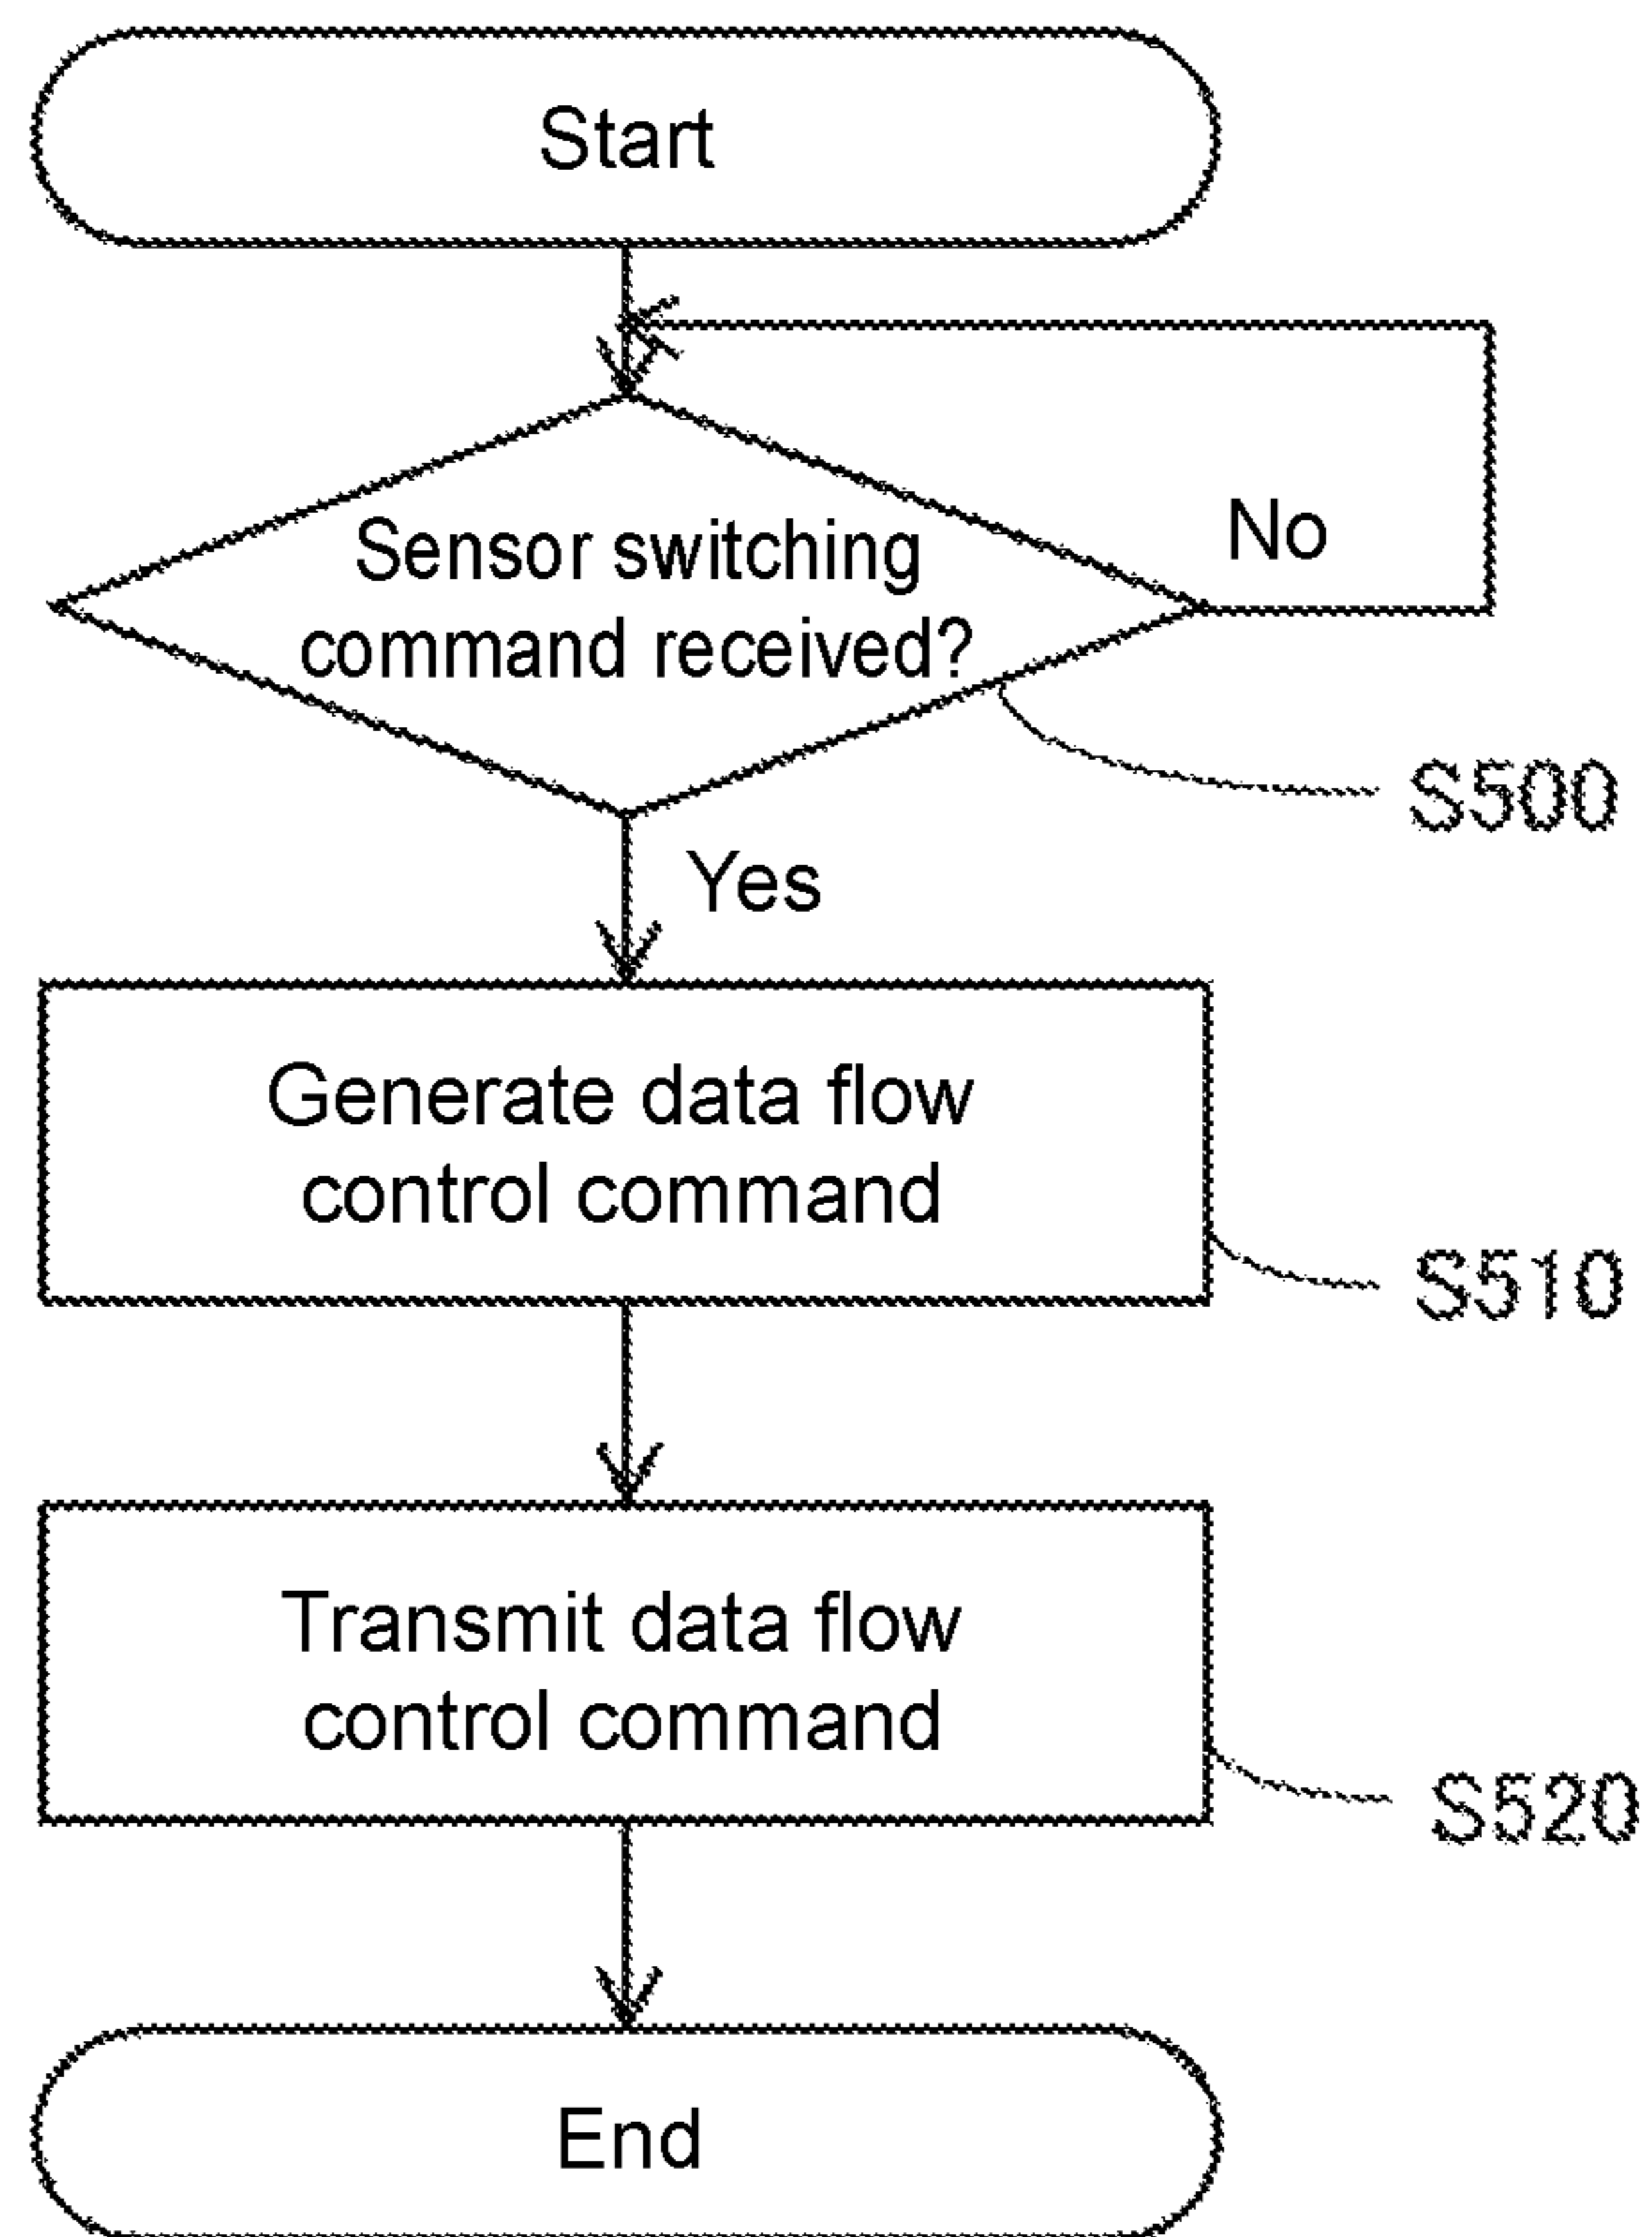 Start
No
Sensor switching
command received?
S500
Yes
Generate data flow
control command
S510
Transmit data flow
control command
S520
End